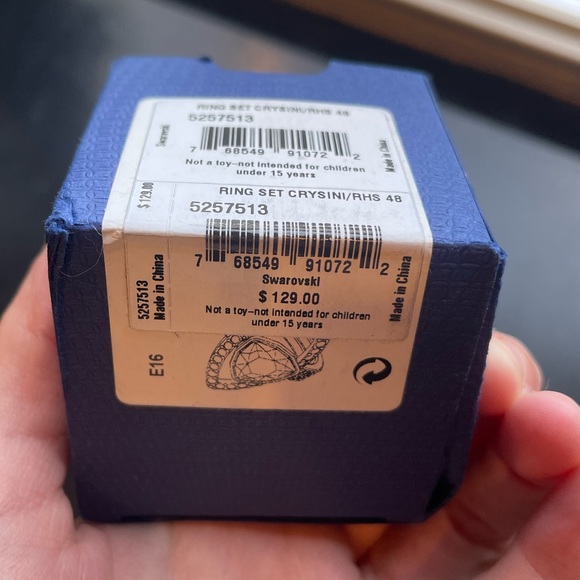 RING SET CRYSINI/RHS 48
5257513
Swarovski
7 68549 91072 2
Made in China
Not a toy-not intended for children
under 15 years
$129.00
RING SET CRYSINI/RHS 48
5257513
7 68549 91072 2
Swarovski
$ 129.00
Not a toy-not intended for children
under 15 years
5257513
Made in China
Made in China
E16